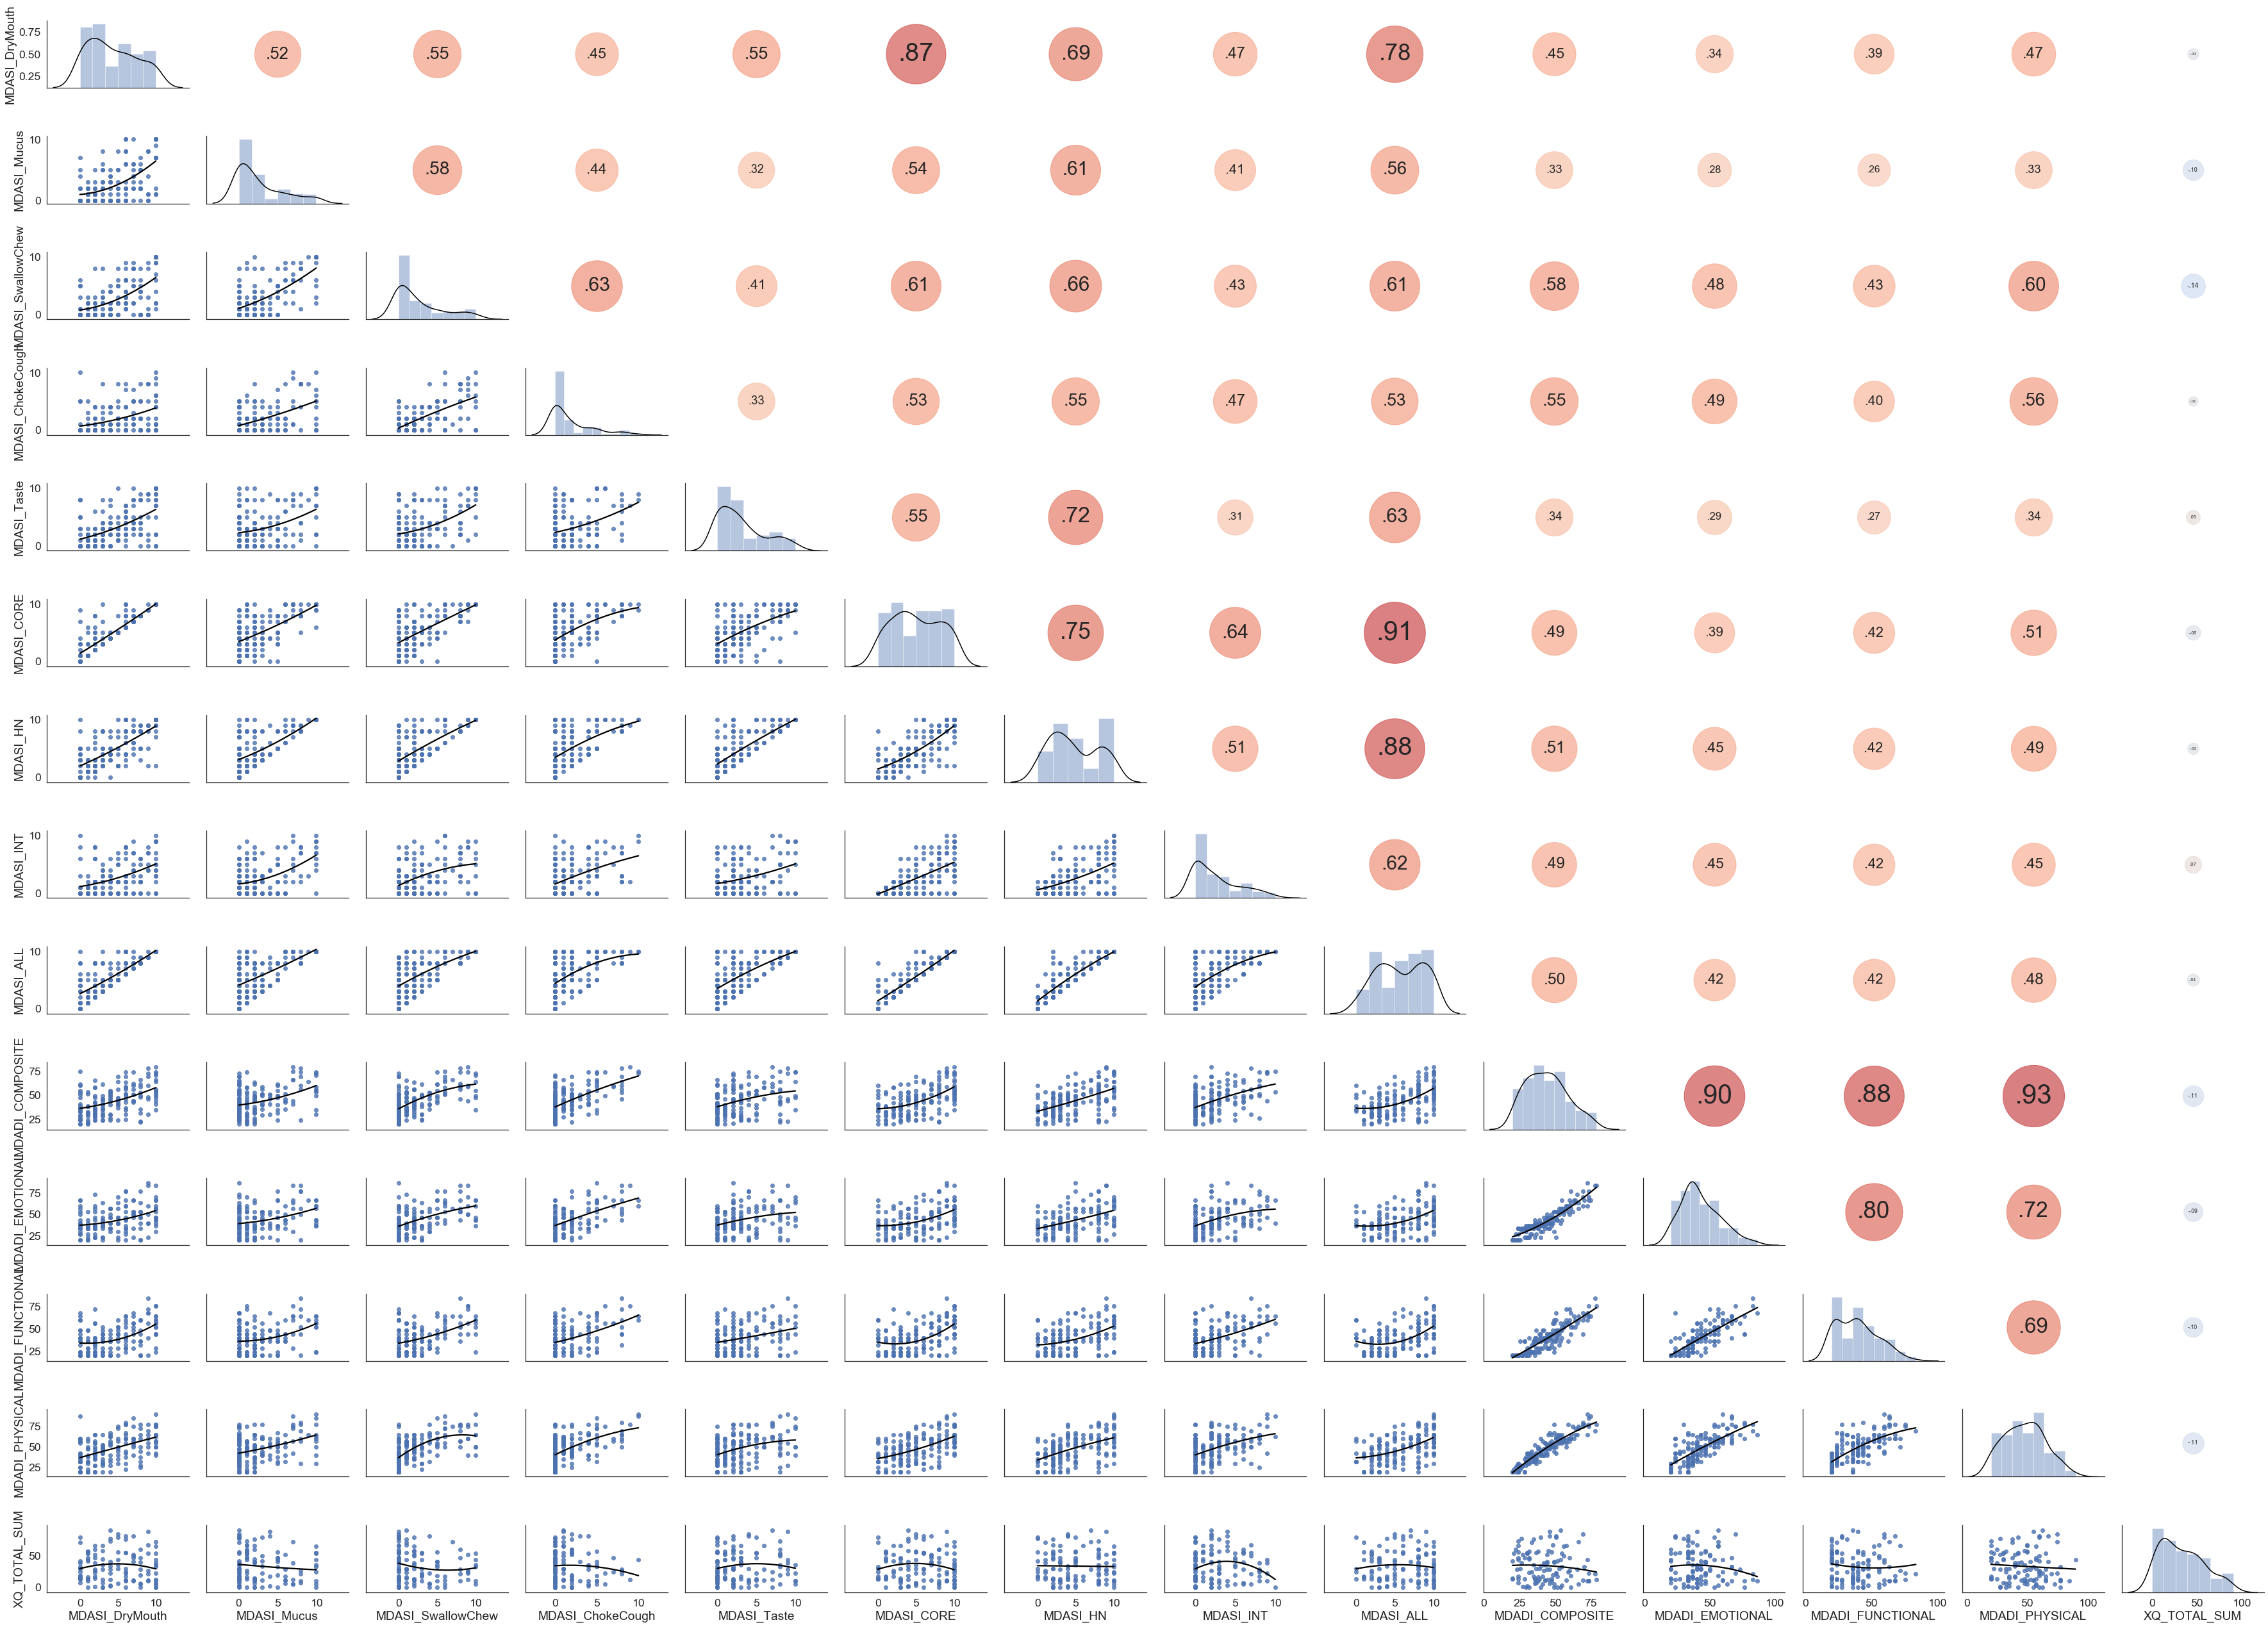 MDASI_DryMouth
0.75
0.50
0.25
.52
.55
.45
.55
.87
.69
.47
.78
.45
.34
.39
.47
MDASI_Mucus
10
0
.58
.44
.32
.54
.61
.41
.56
.33
.28
.26
.33
-.10
MDASI_SwallowChew
10
0
.63
.41
.61
.66
.43
.61
.58
.48
.43
.60
-.14
MDASI_ChokeCough
10
0
.33
.53
.55
.47
.53
.55
.49
.40
.56
MDASI_Taste
10
0
.55
.72
.31
.63
.34
.29
.27
.34
MDASI_CORE
10
0
.75
.64
.91
.49
.39
.42
.51
-.05
MDASI_HN
10
0
.51
.88
.51
.45
.42
.49
MDASI_INT
10
0
.62
.49
.45
.42
.45
.07
MDASI_ALL
10
0
.50
.42
.42
.48
MDADI_COMPOSITE
75
50
25
.90
.88
.93
-.11
MDADI_EMOTIONAL
75
50
25
.80
.72
-.09
MDADI_FUNCTIONAL
75
50
25
.69
-.10
MDADI_PHYSICAL
75
50
25
-.11
XQ_TOTAL_SUM
50
0
0 5 10
0 5 10
0 5 10
0 5 10
0 5 10
0 5 10
0 5 10
0 5 10
0 5 10
25 50 75
0 50 100
0 50 100
0 50 100
0 50 100
MDASI_DryMouth
MDASI_Mucus
MDASI_SwallowChew
MDASI_ChokeCough
MDASI_Taste
MDASI_CORE
MDASI_HN
MDASI_INT
MDASI_ALL
MDADI_COMPOSITE
MDADI_EMOTIONAL
MDADI_FUNCTIONAL
MDADI_PHYSICAL
XQ_TOTAL_SUM